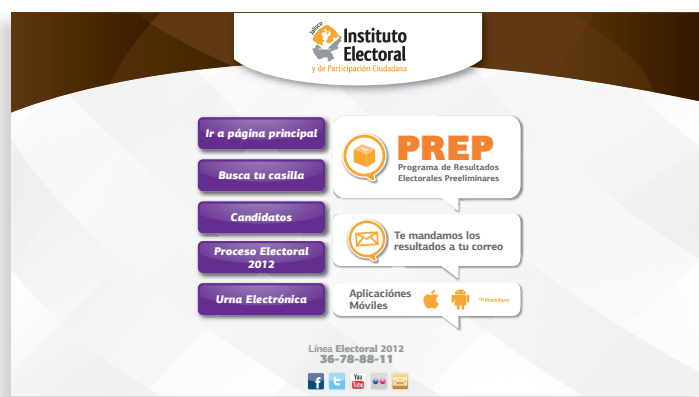 Jalisco
Instituto
Electoral
y de Participación Ciudadana
Ir a página principal
Busca tu casilla
Candidatos
Proceso Electoral
2012
Urna Electrónica
PREP
Programa de Resultados
Electorales Preeliminares
Te mandamos los
resultados a tu correo
Aplicaciónes
Móviles
BlackBerry
Línea Electoral 2012
36-78-88-11
f
t
You
Tube